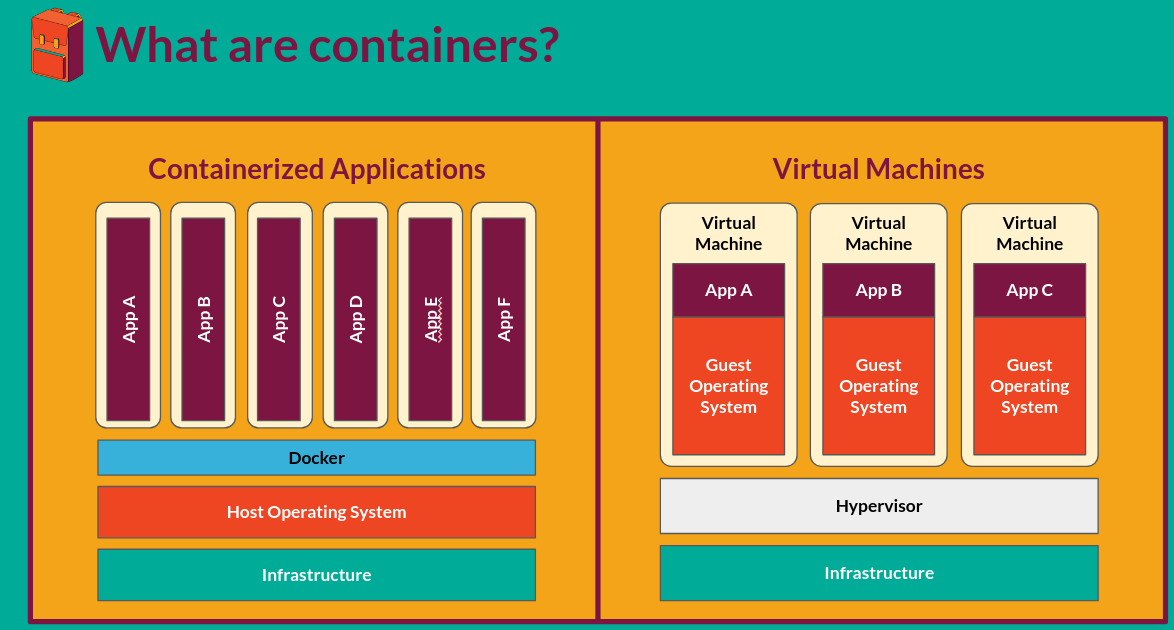 What are containers?
Containerized Applications
App A
App B
App C
App D
App E
App F
Docker
Host Operating System
Infrastructure
Virtual Machines
Virtual
Machine
App A
Guest
Operating
System
Virtual
Machine
App B
Guest
Operating
System
Virtual
Machine
App C
Guest
Operating
System
Hypervisor
Infrastructure